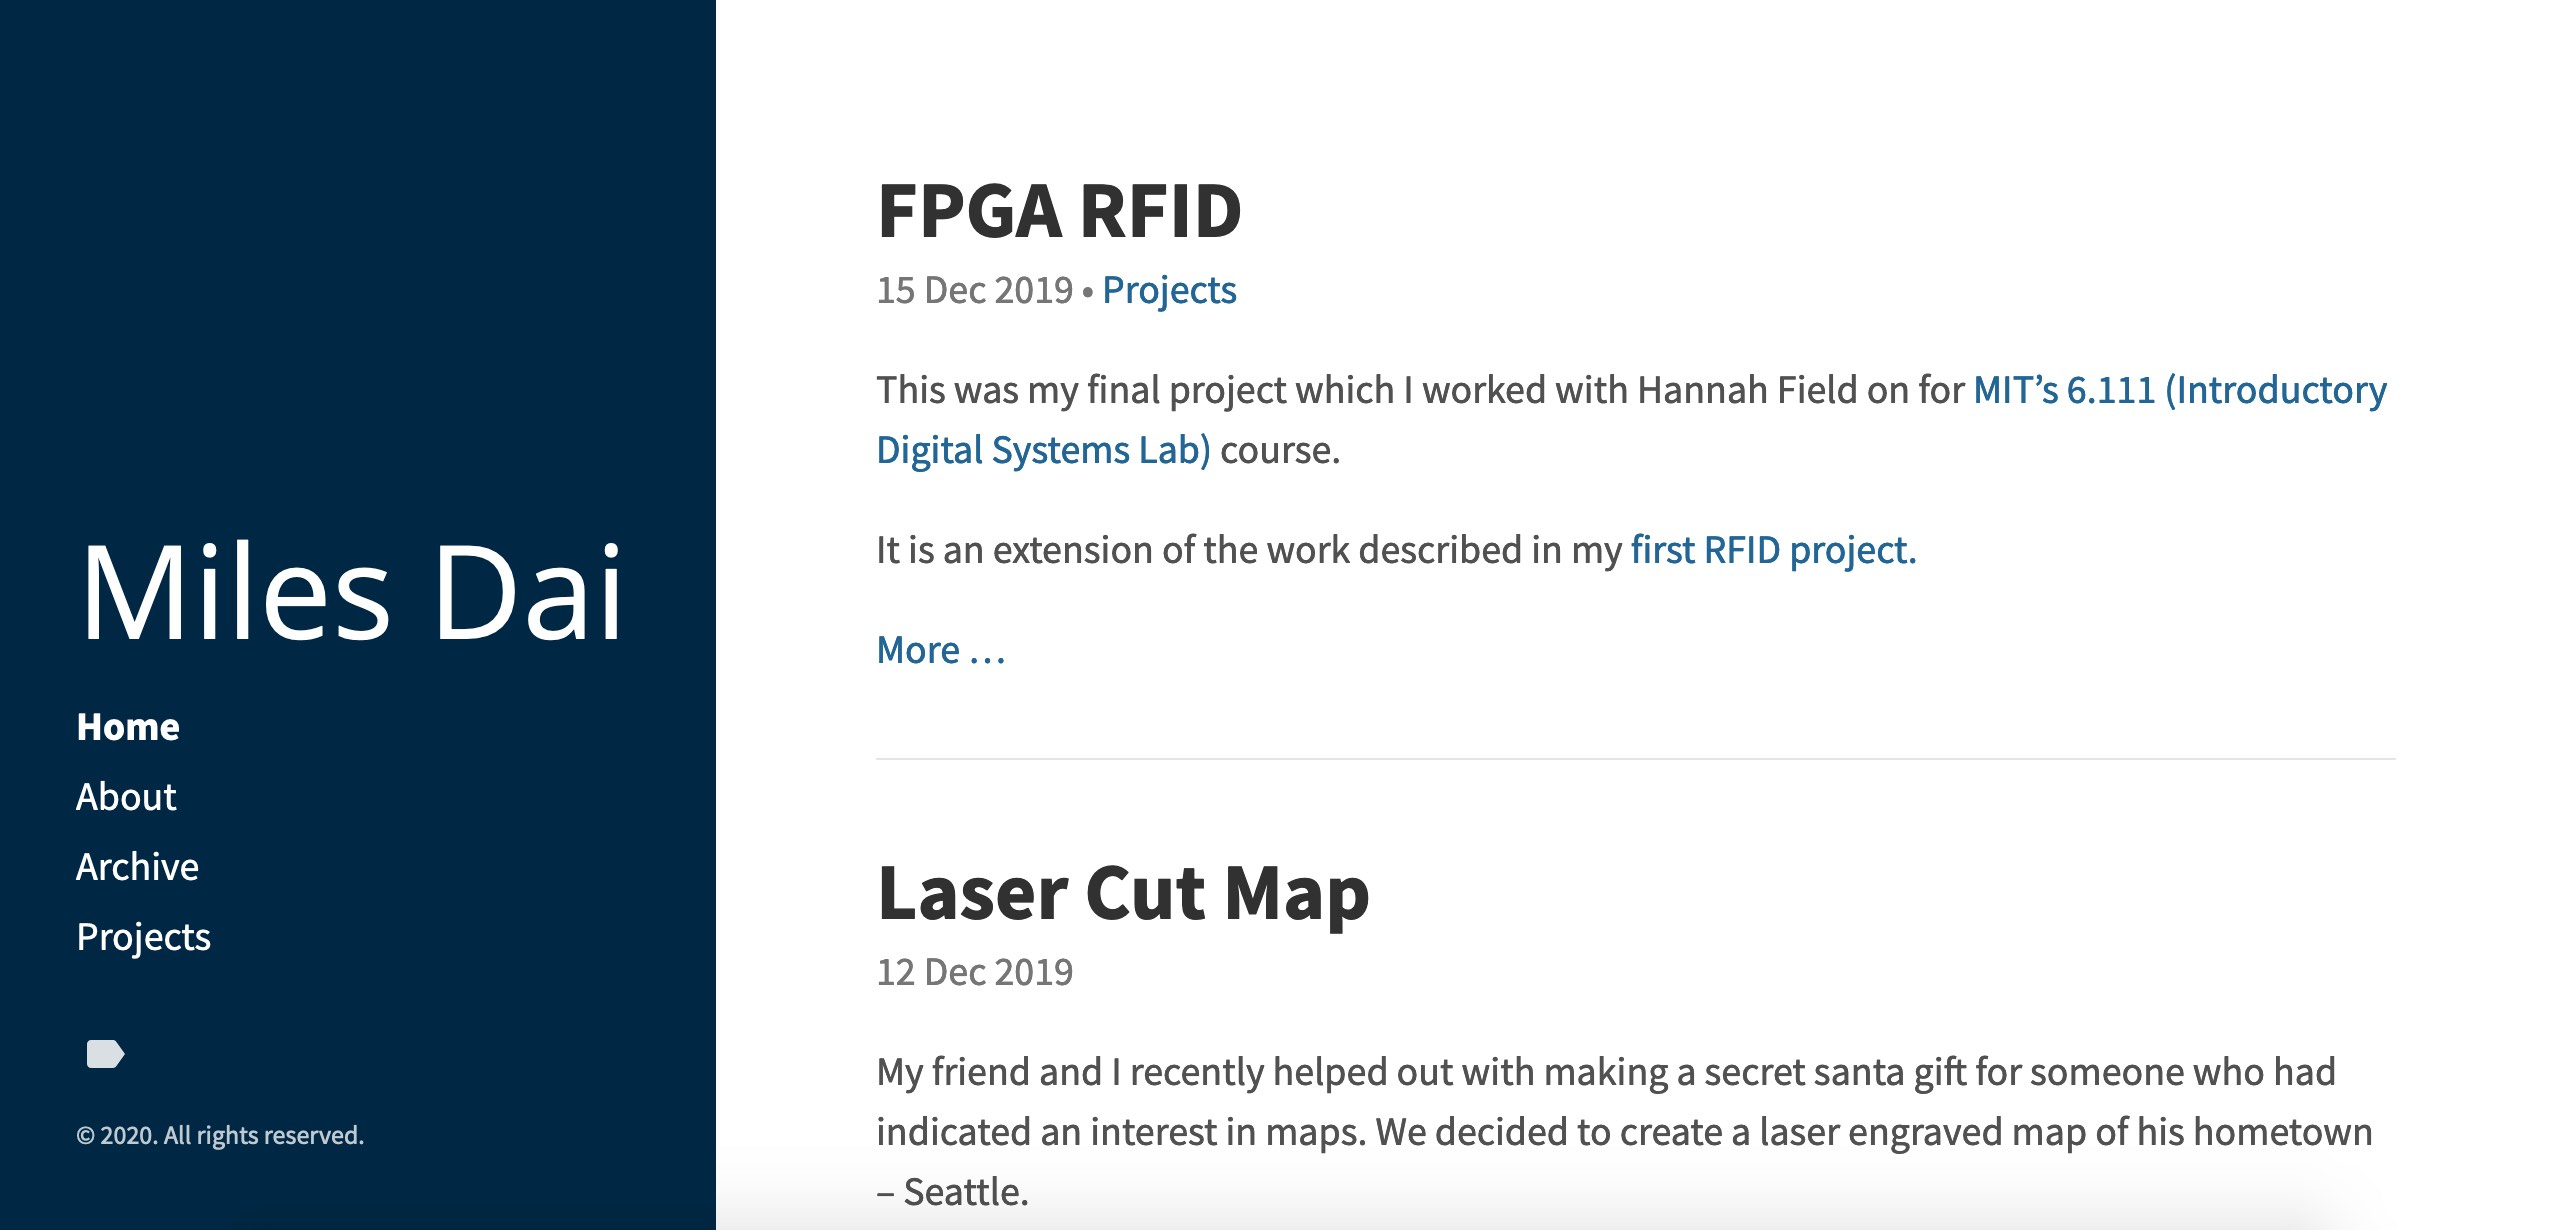 Miles Dai
Home
About
Archive
Projects
© 2020. All rights reserved.
FPGA RFID
15 Dec 2019 • Projects
This was my final project which I worked with Hannah Field on for MIT’s 6.111 (Introductory
Digital Systems Lab) course.
It is an extension of the work described in my first RFID project.
More …
Laser Cut Map
12 Dec 2019
My friend and I recently helped out with making a secret santa gift for someone who had
indicated an interest in maps. We decided to create a laser engraved map of his hometown
– Seattle.